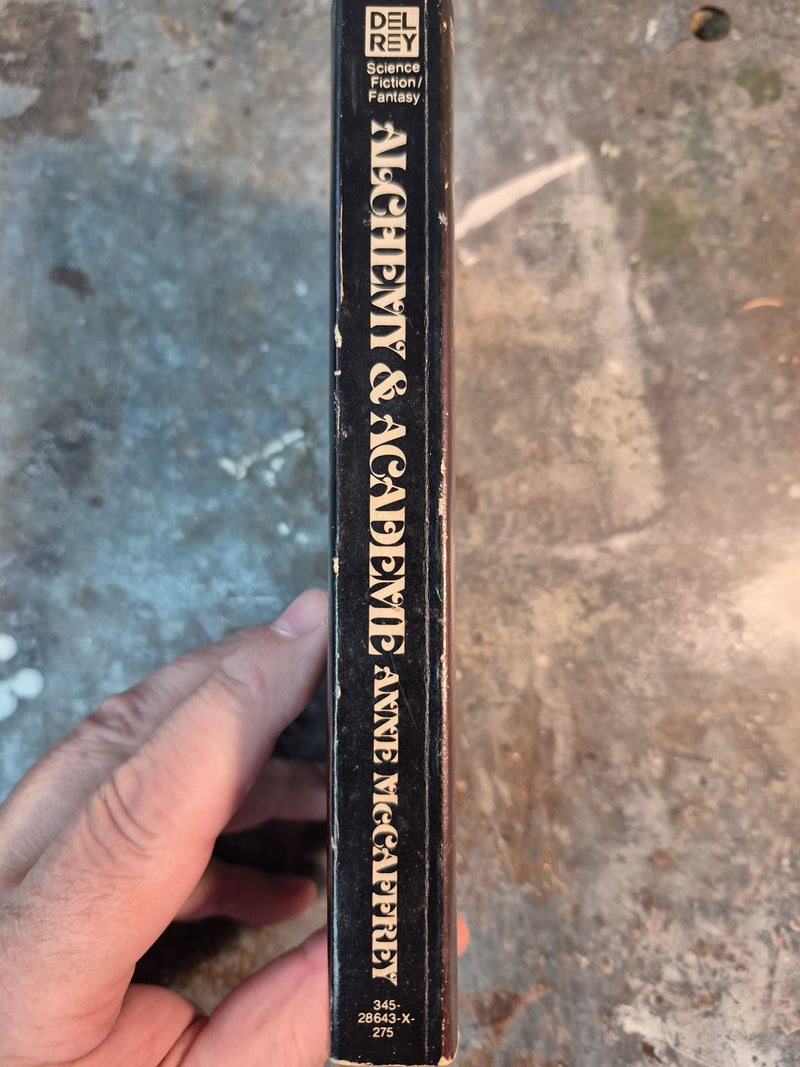 DEL
REY
Science
Fiction/
Fantasy
ALCHEMY & ACADEME ANNE McCAFFREY
345-
28643-X-
275